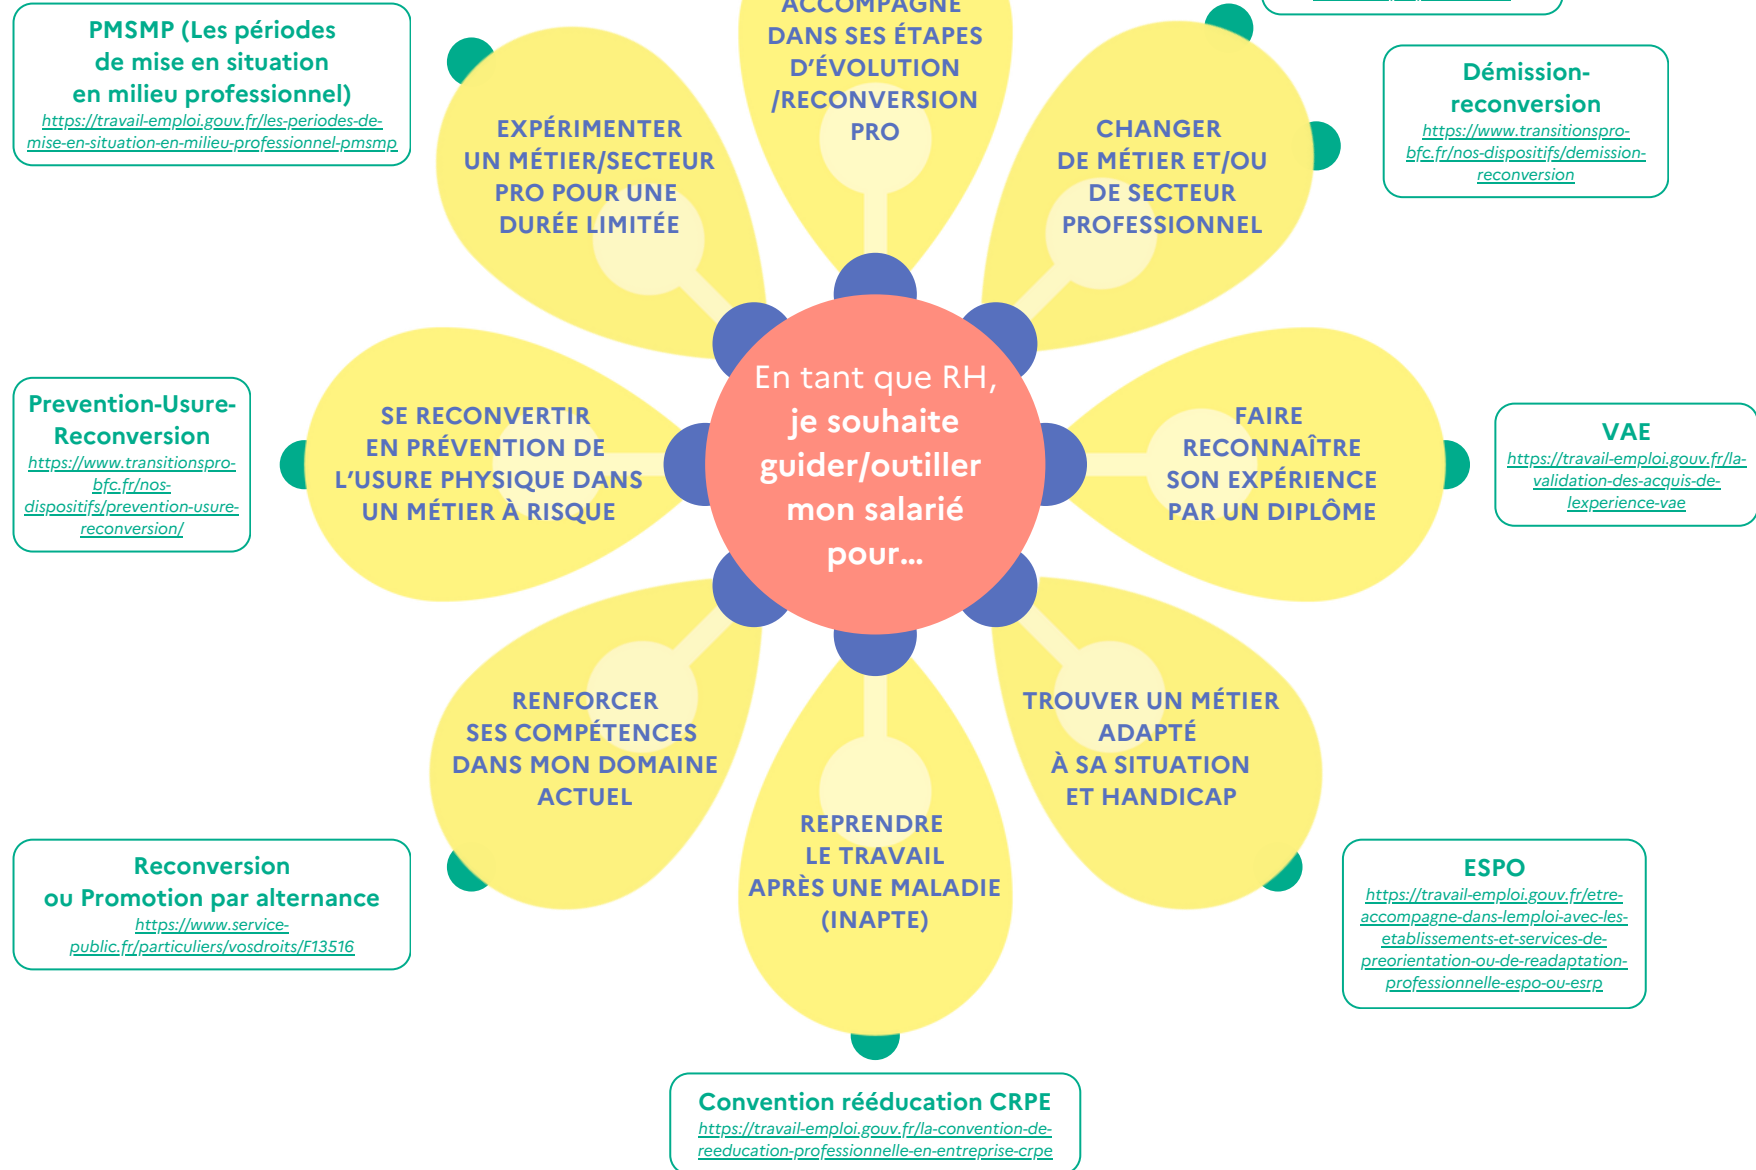 PMSMP (Les périodes
de mise en situation
en milieu professionnel)
https://travail-emploi.gouv.fr/les-periodes-de-
mise-en-situation-en-milieu-professionnel-pmsmp
ACCOMPAGNÉ
DANS SES ÉTAPES
D’ÉVOLUTION
/RECONVERSION
PRO
Démission-
reconversion
https://www.transitionspro-
bfc.fr/nos-dispositifs/demission-
reconversion
EXPÉRIMENTER
UN MÉTIER/SECTEUR
PRO POUR UNE
DURÉE LIMITÉE
CHANGER
DE MÉTIER ET/OU
DE SECTEUR
PROFESSIONNEL
En tant que RH,
je souhaite
guider/outiller
mon salarié
pour...
Prevention-Usure-
Reconversion
https://www.transitionspro-
bfc.fr/nos-
dispositifs/prevention-usure-
reconversion/
SE RECONVERTIR
EN PRÉVENTION DE
L’USURE PHYSIQUE DANS
UN MÉTIER À RISQUE
FAIRE
RECONNAÎTRE
SON EXPÉRIENCE
PAR UN DIPLÔME
VAE
https://travail-emploi.gouv.fr/la-
validation-des-acquis-de-
lexperience-vae
RENFORCER
SES COMPÉTENCES
DANS MON DOMAINE
ACTUEL
TROUVER UN MÉTIER
ADAPTÉ
À SA SITUATION
ET HANDICAP
REPRENDRE
LE TRAVAIL
APRÈS UNE MALADIE
(INAPTE)
Reconversion
ou Promotion par alternance
https://www.service-
public.fr/particuliers/vosdroits/F13516
ESPO
https://travail-emploi.gouv.fr/etre-
accompagne-dans-lemploi-avec-les-
etablissements-et-services-de-
preorientation-ou-de-readaptation-
professionnelle-espo-ou-esrp
Convention rééducation CRPE
https://travail-emploi.gouv.fr/la-convention-de-
reeducation-professionnelle-en-entreprise-crpe